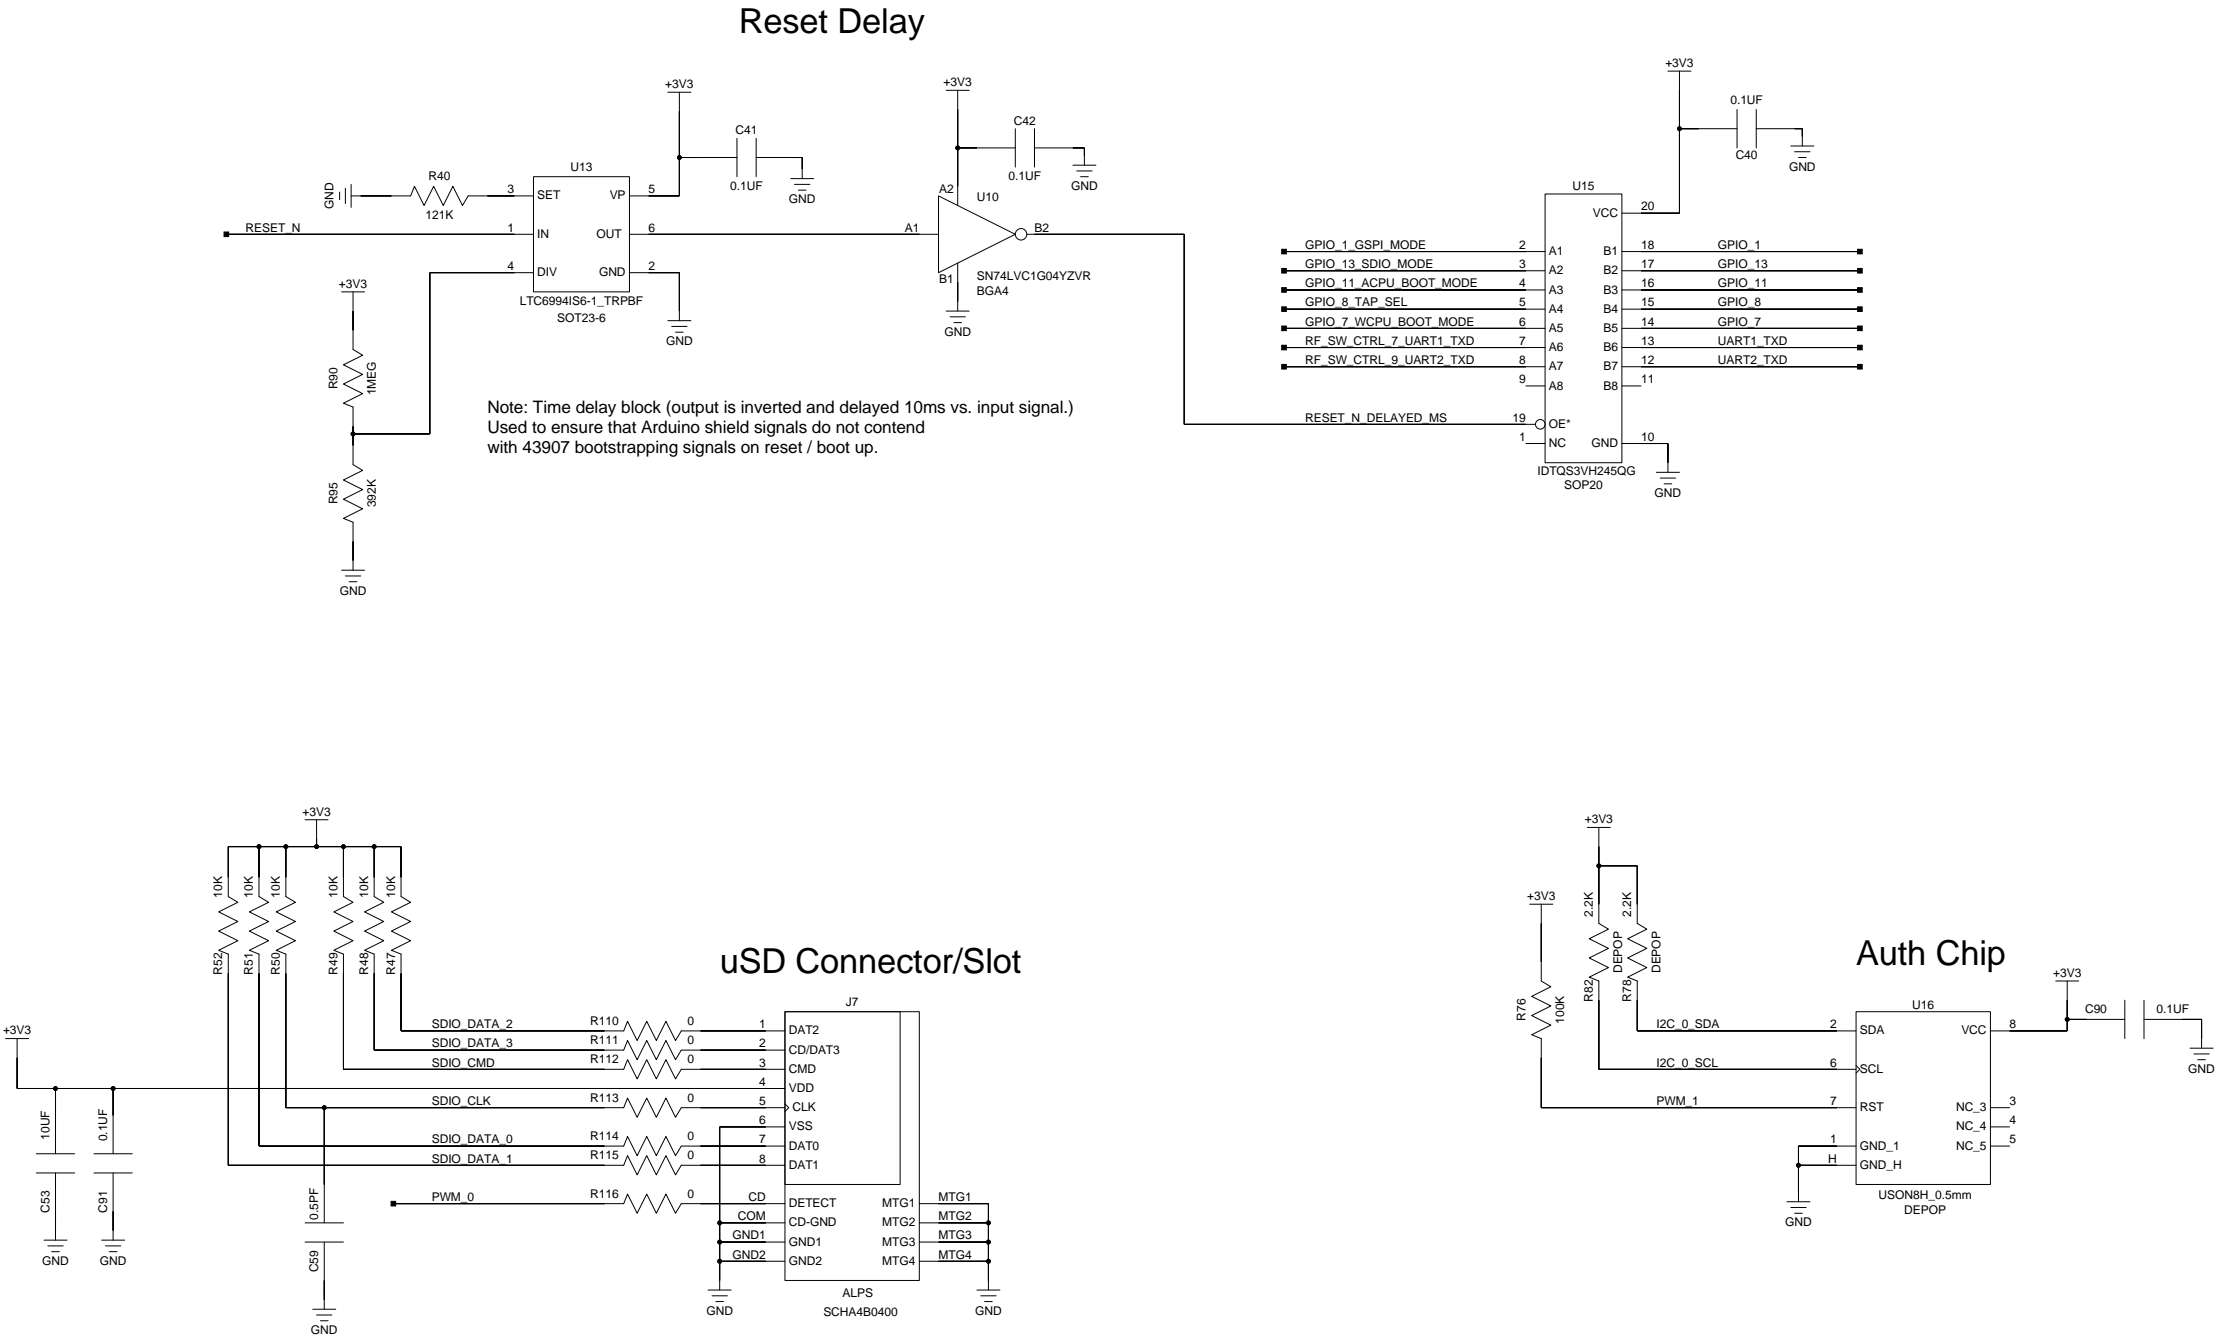 Reset Delay
+3V3
C41
0.1UF
GND
GND
R40
121K
U13
3
SET
VP
5
RESET_N
1
IN
OUT
6
4
DIV
GND
2
LTC6994IS6-1_TRPBF
SOT23-6
GND
+3V3
R90
1MEG
R95
392K
GND
+3V3
C42
0.1UF
GND
A2
U10
A1
B2
B1
SN74LVC1G04YZVR
BGA4
GND
Note: Time delay block (output is inverted and delayed 10ms vs. input signal.)
Used to ensure that Arduino shield signals do not contend
with 43907 bootstrapping signals on reset / boot up.
+3V3
0.1UF
C40
GND
U15
VCC
20
GPIO_1_GSPI_MODE
2
A1
B1
18
GPIO_1
GPIO_13_SDIO_MODE
3
A2
B2
17
GPIO_13
GPIO_11_ACPU_BOOT_MODE
4
A3
B3
16
GPIO_11
GPIO_8_TAP_SEL
5
A4
B4
15
GPIO_8
GPIO_7_WCPU_BOOT_MODE
6
A5
B5
14
GPIO_7
RF_SW_CTRL_7_UART1_TXD
7
A6
B6
13
UART1_TXD
RF_SW_CTRL_9_UART2_TXD
8
A7
B7
12
UART2_TXD
9
A8
B8
11
RESET_N_DELAYED_MS
19
OE*
1
NC
GND
10
IDTQS3VH245QG
SOP20
GND
+3V3
10K
10K
10K
10K
10K
10K
R52
R51
R50
R49
R48
R47
uSD Connector/Slot
J7
+3V3
SDIO_DATA_2
R110
0
1
DAT2
SDIO_DATA_3
R111
0
2
CD/DAT3
SDIO_CMD
R112
0
3
CMD
4
VDD
SDIO_CLK
R113
0
5
CLK
6
VSS
SDIO_DATA_0
R114
0
7
DAT0
SDIO_DATA_1
R115
0
8
DAT1
PWM_0
R116
0
CD
DETECT
MTG1
MTG1
COM
CD-GND
MTG2
MTG2
GND1
GND1
MTG3
MTG3
GND2
GND2
MTG4
MTG4
10UF
C53
GND
0.1UF
C91
GND
0.5PF
C59
GND
GND
GND
ALPS
SCHA4B0400
+3V3
2.2K
2.2K
DEPOP
DEPOP
R82
R78
+3V3
R76
100K
Auth Chip
+3V3
C90
0.1UF
GND
U16
I2C_0_SDA
2
SDA
VCC
8
I2C_0_SCL
6
SCL
PWM_1
7
RST
NC_3
3
NC_4
4
1
GND_1
NC_5
5
H
GND_H
USON8H_0.5mm
DEPOP
GND